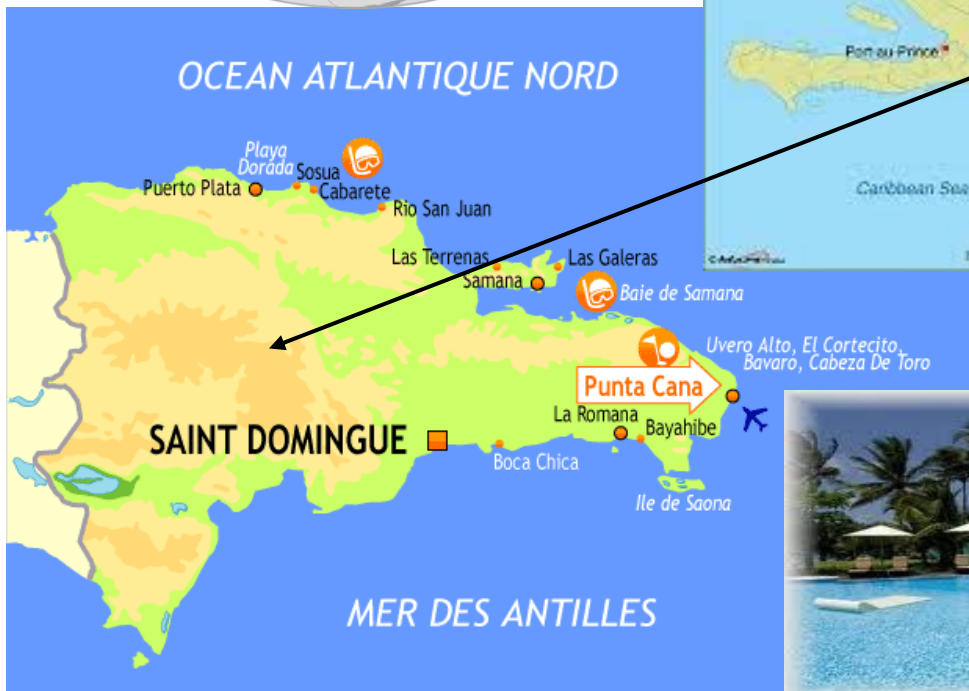 OCEAN ATLANTIQUE NORD
Port-au-Prince
Caribbean Sea
Playa
Dorada
Sosua
Puerto Plata
Cabarete
Rio San Juan
Las Terrenas
Las Galeras
Samana
Baie de Samana
Uvero Alto, El Cortecito,
Bavaro, Cabeza De Toro
Punta Cana
La Romana
Bayahibe
SAINT DOMINGUE
Boca Chica
Ile de Saona
MER DES ANTILLES